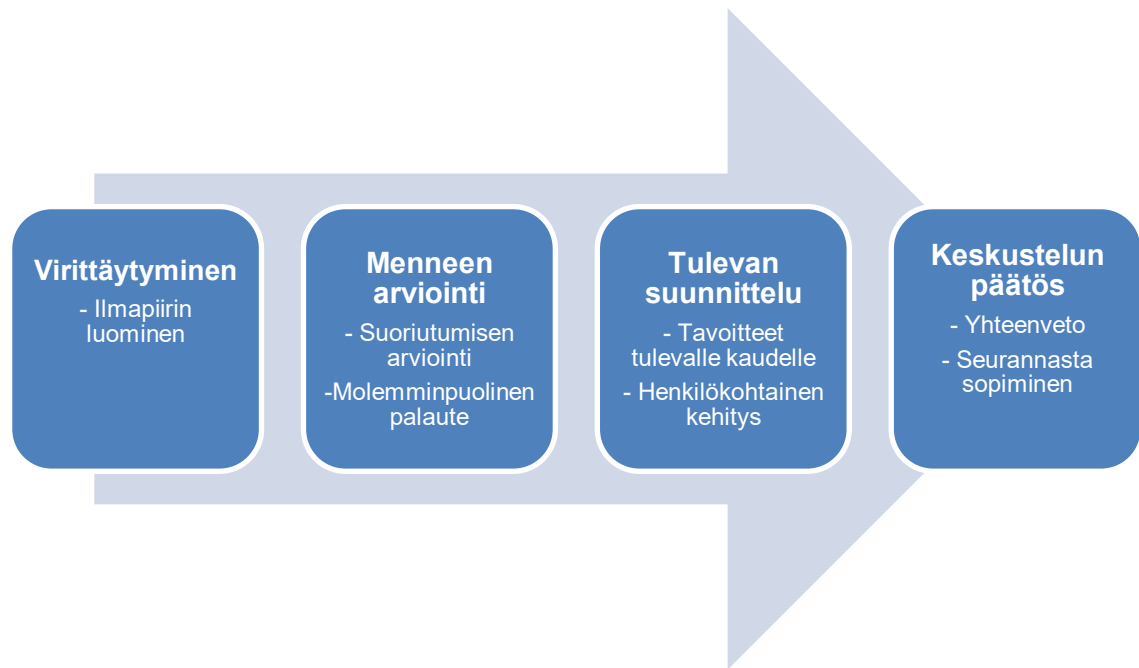 Virittäytyminen
- Ilmapiirin
luominen
Menneen
arviointi
- Suoriutumisen
arviointi
-Molemminpuolinen
palaute
Tulevan
suunnittelu
- Tavoitteet
tulevalle kaudelle
- Henkilökohtainen
kehitys
Keskustelun
päätös
- Yhteenveto
- Seurannasta
sopiminen